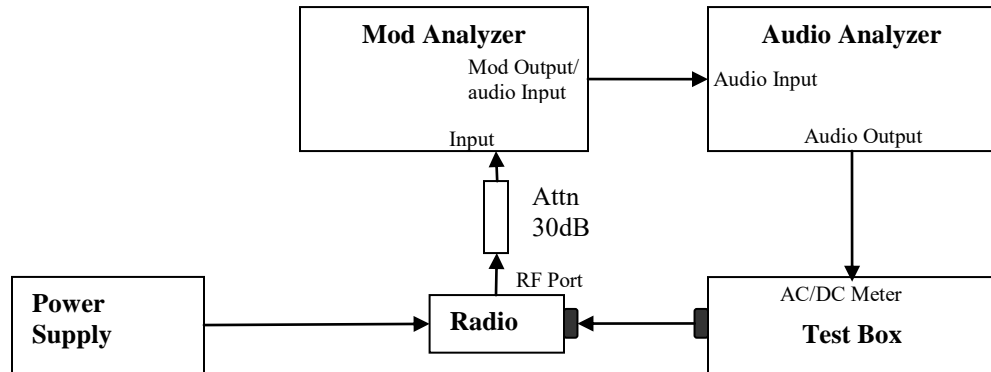 Mod Analyzer
Mod Output/
audio Input
Input
Audio Analyzer
Audio Input
Audio Output
Attn
30dB
RF Port
Power
Supply
Radio
AC/DC Meter
Test Box